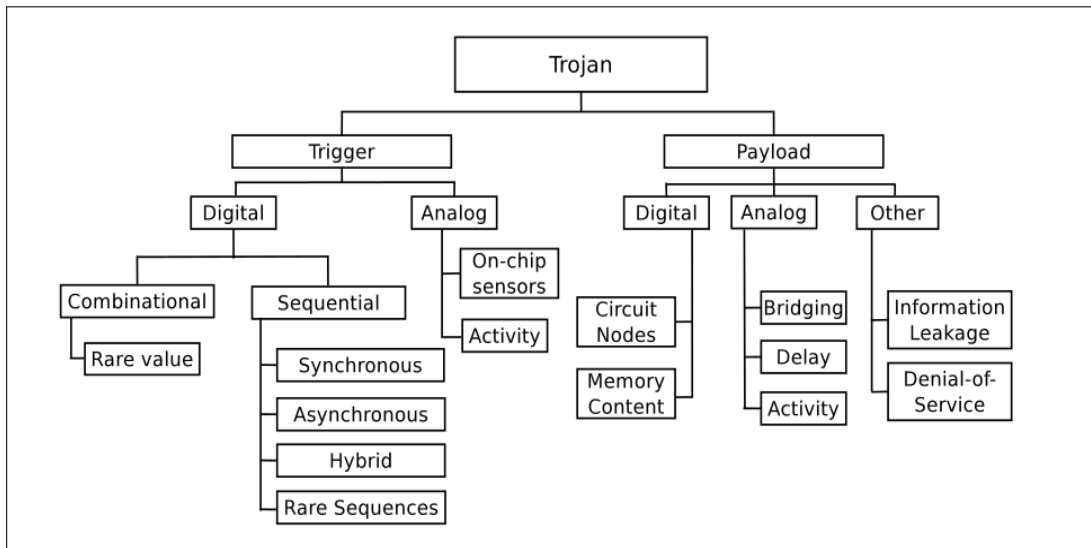 Trojan
Trigger
Payload
Digital
Analog
Digital
Analog
Other
On-chip
sensors
Combinational
Sequential
Circuit
Nodes
Bridging
Information
Leakage
Activity
Rare value
Synchronous
Delay
Memory
Content
Denial-of-
Service
Asynchronous
Activity
Hybrid
Rare Sequences